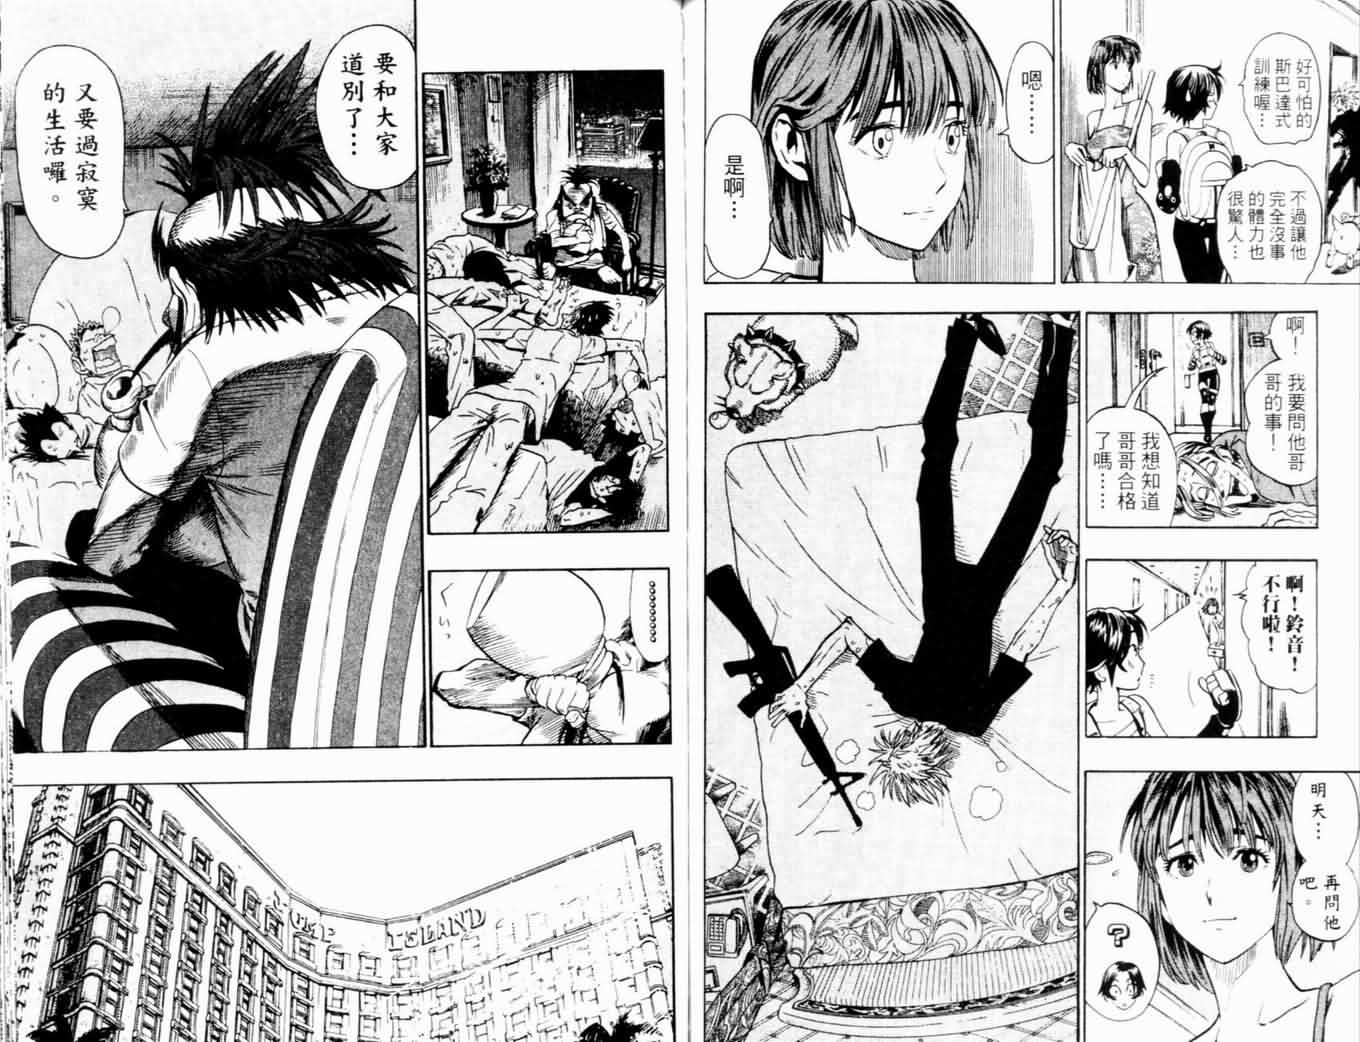 好可怕的
斯巴達式
訓練喔…
不過讓他
完全沒事
的體力也
很驚人…
嗯……
是啊…
啊！我要問他哥
哥的事！
我想知道
哥哥合格
了嗎……
啊！鈴音！
不行啦！
明天…
再問他
吧。
?
要和大家
道別了…
又要過寂寞
的生活囉。
…………
JUMP ISLAND